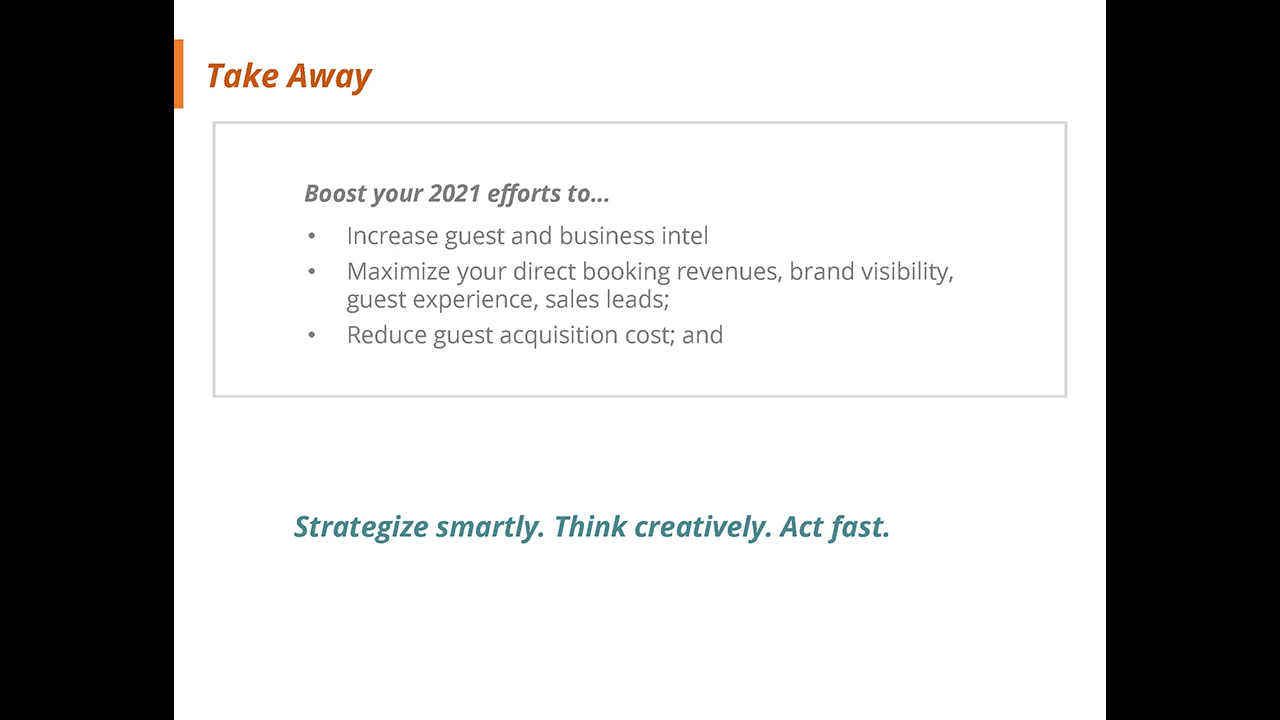 Take Away
Boost your 2021 efforts to...
• Increase guest and business intel
• Maximize your direct booking revenues, brand visibility,
guest experience, sales leads;
• Reduce guest acquisition cost; and
Strategize smartly. Think creatively. Act fast.